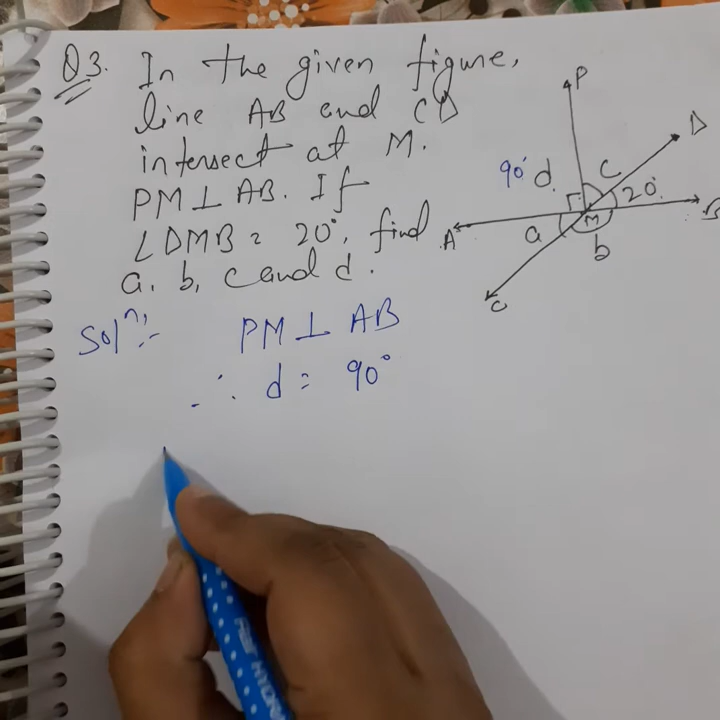 Q3. In the given figure,
line AB and CD
intersect at M.
PM ⊥ AB. If
∠DMB = 20°, find
a, b, c and d.
P
D
c
90° d
20°
B
A
M
a
b
C
Solⁿ:-
PM ⊥ AB
∴ d = 90°
HYDRA